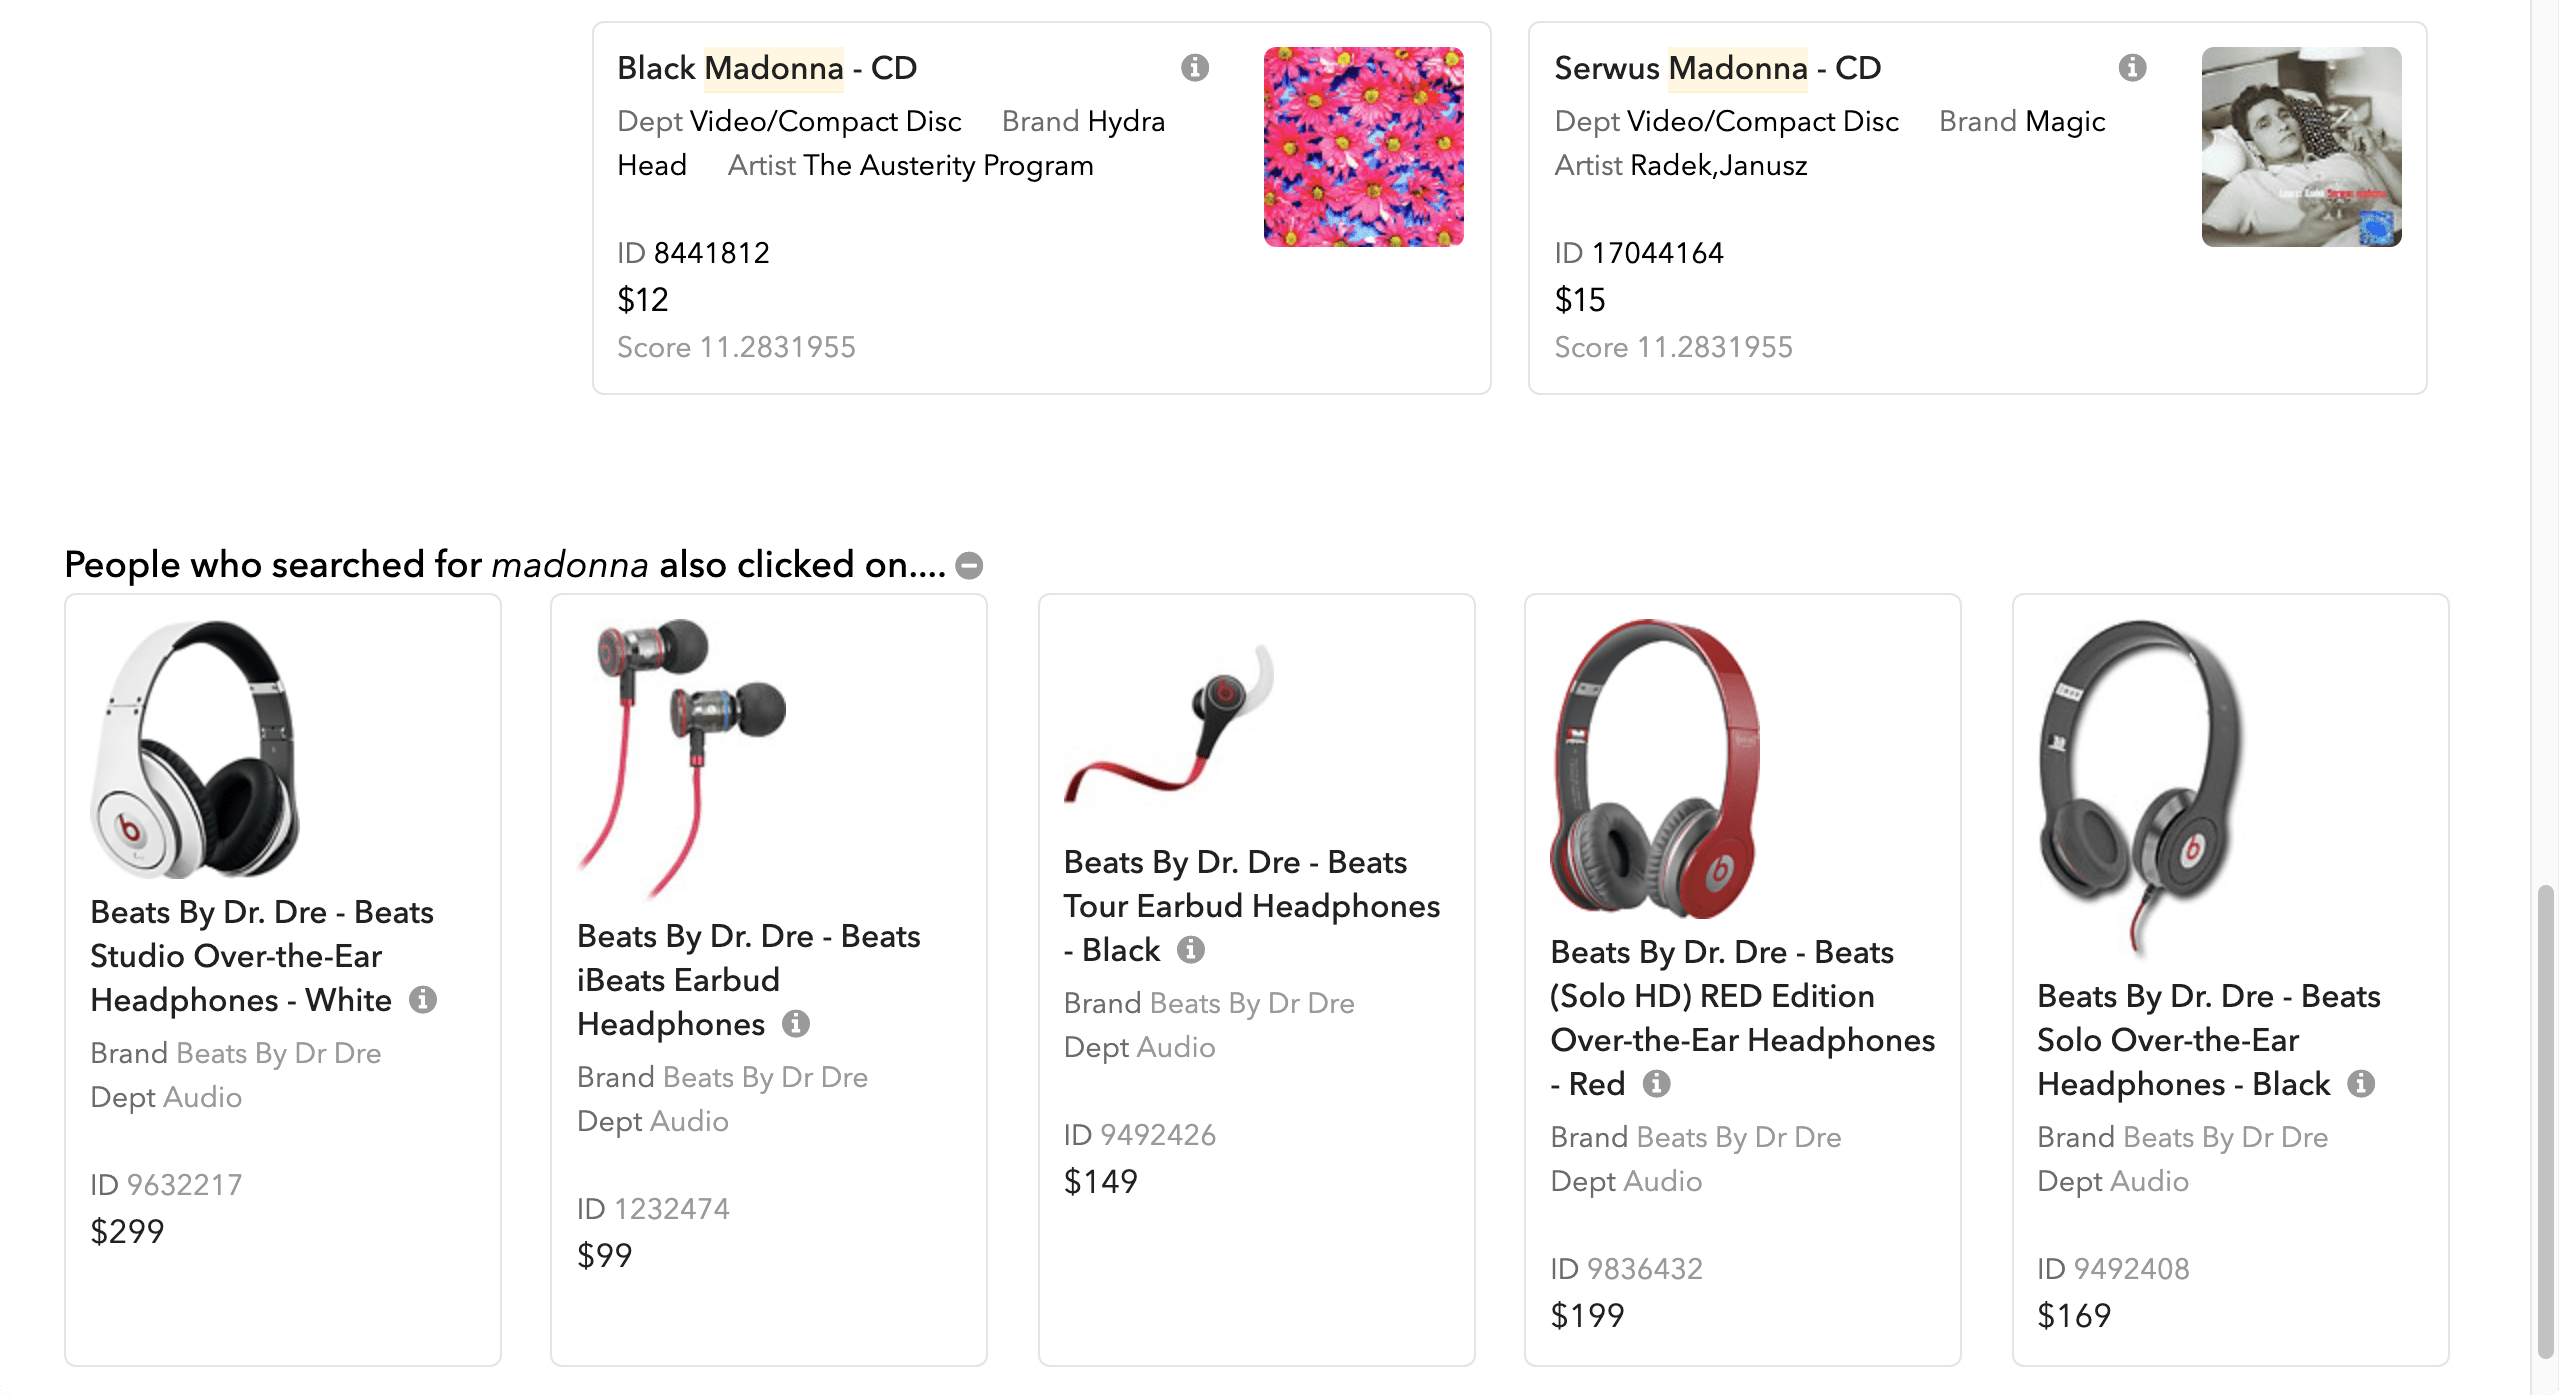 Black Madonna - CD
Dept Video/Compact Disc Brand Hydra
Head Artist The Austerity Program
ID 8441812
$12
Score 11.2831955
Serwus Madonna - CD
Dept Video/Compact Disc Brand Magic
Artist Radek,Janusz
ID 17044164
$15
Score 11.2831955
People who searched for madonna also clicked on....
Beats By Dr. Dre - Beats
Studio Over-the-Ear
Headphones - White
Brand Beats By Dr Dre
Dept Audio
ID 9632217
$299
Beats By Dr. Dre - Beats
iBeats Earbud
Headphones
Brand Beats By Dr Dre
Dept Audio
ID 1232474
$99
Beats By Dr. Dre - Beats
Tour Earbud Headphones
- Black
Brand Beats By Dr Dre
Dept Audio
ID 9492426
$149
Beats By Dr. Dre - Beats
(Solo HD) RED Edition
Over-the-Ear Headphones
- Red
Brand Beats By Dr Dre
Dept Audio
ID 9836432
$199
Beats By Dr. Dre - Beats
Solo Over-the-Ear
Headphones - Black
Brand Beats By Dr Dre
Dept Audio
ID 9492408
$169